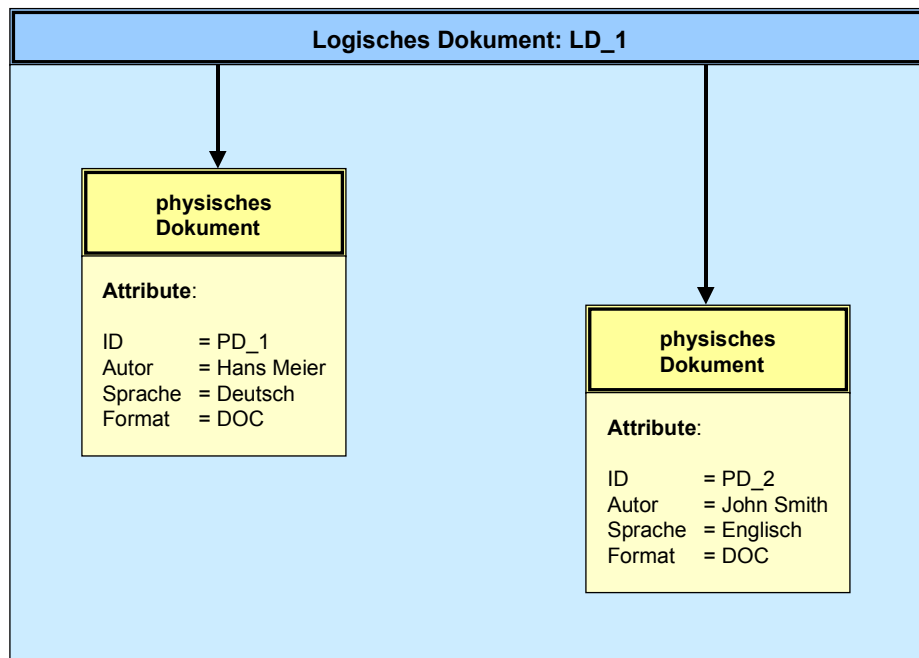 Logisches Dokument: LD_1
physisches
Dokument
Attribute:
ID = PD_1
Autor = Hans Meier
Sprache = Deutsch
Format = DOC
physisches
Dokument
Attribute:
ID = PD_2
Autor = John Smith
Sprache = Englisch
Format = DOC